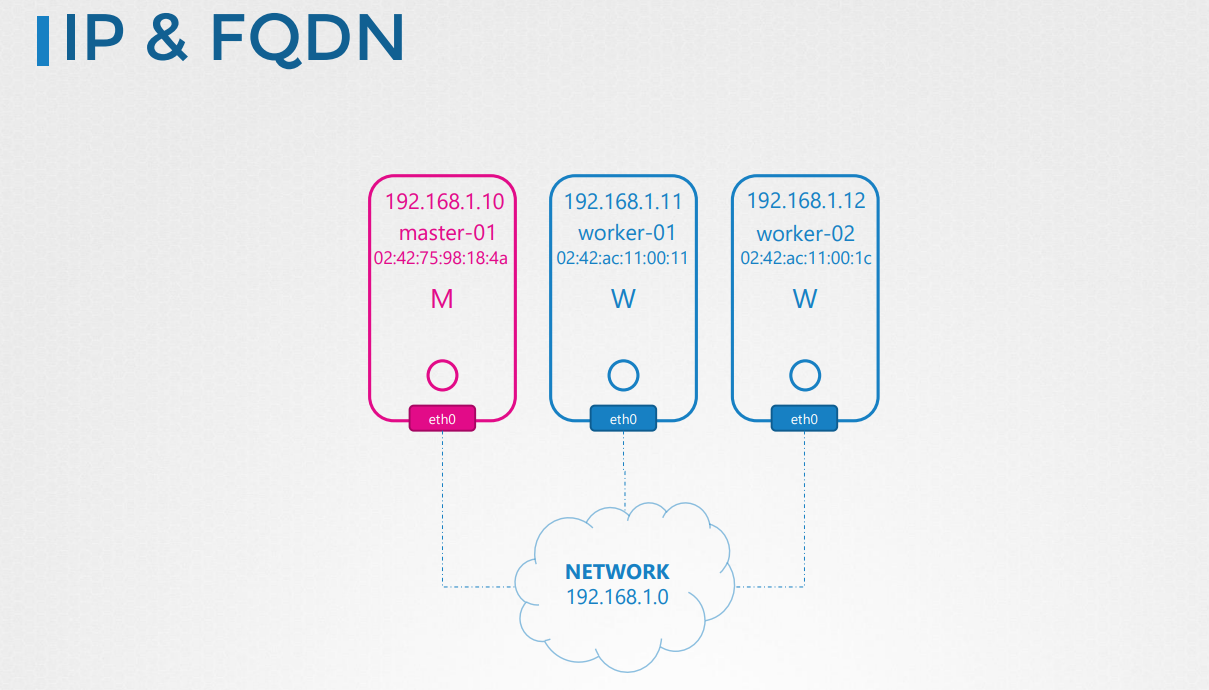 IP & FQDN
192.168.1.10
master-01
02:42:75:98:18:4a
M
eth0
192.168.1.11
worker-01
02:42:ac:11:00:11
W
eth0
192.168.1.12
worker-02
02:42:ac:11:00:1c
W
eth0
NETWORK
192.168.1.0